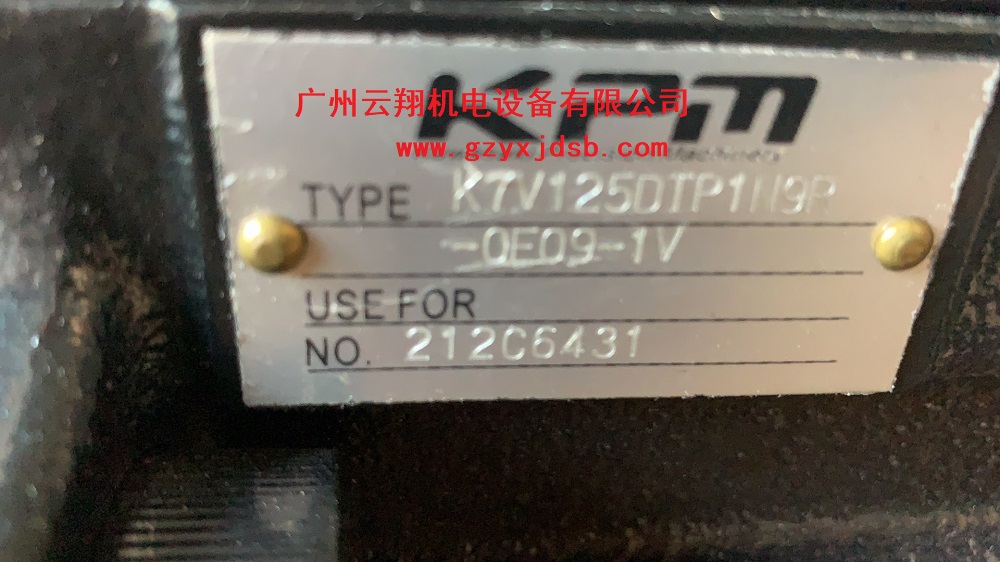 KPM
广州云翔机电设备有限公司
www.gzyxjdsb.com
Machinery
TYPE K7V125DTP1N9R
-0E09-1V
USE FOR
NO. 212C6431